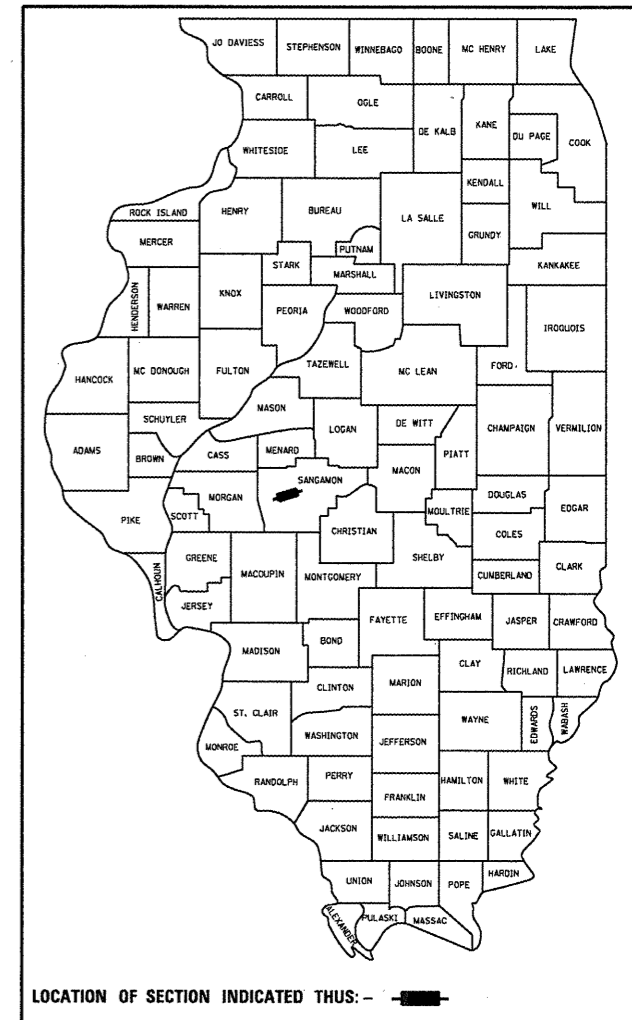 JO DAVIESS STEPHENSON WINNEBAGO BOONE MC HENRY LAKE
CARROLL OGLE DE KALB KANE DU PAGE COOK
WHITESIDE LEE
KENDALL
ROCK ISLAND HENRY BUREAU LA SALLE WILL
MERCER PUTNAM GRUNDY
STARK MARSHALL KANKAKEE
HENDERSON WARREN KNOX PEORIA WOODFORD LIVINGSTON
IROQUOIS
HANCOCK MC DONOUGH FULTON TAZEWELL MC LEAN FORD
MASON
SCHUYLER LOGAN DE WITT CHAMPAIGN VERMILION
ADAMS BROWN CASS MENARD PIATT
SANGAMON MACON
MORGAN DOUGLAS
PIKE SCOTT CHRISTIAN MOULTRIE EDGAR
COLES
GREENE MACOUPIN MONTGOMERY SHELBY CUMBERLAND CLARK
CALHOUN
JERSEY FAYETTE EFFINGHAM JASPER CRAWFORD
MADISON BOND
CLAY RICHLAND LAWRENCE
CLINTON MARION
ST. CLAIR WAYNE EDWARDS WABASH
WASHINGTON JEFFERSON
MONROE
RANDOLPH PERRY HAMILTON WHITE
FRANKLIN
JACKSON WILLIAMSON SALINE GALLATIN
HARDIN
UNION JOHNSON POPE
ALEXANDER PULASKI MASSAC
LOCATION OF SECTION INDICATED THUS: -